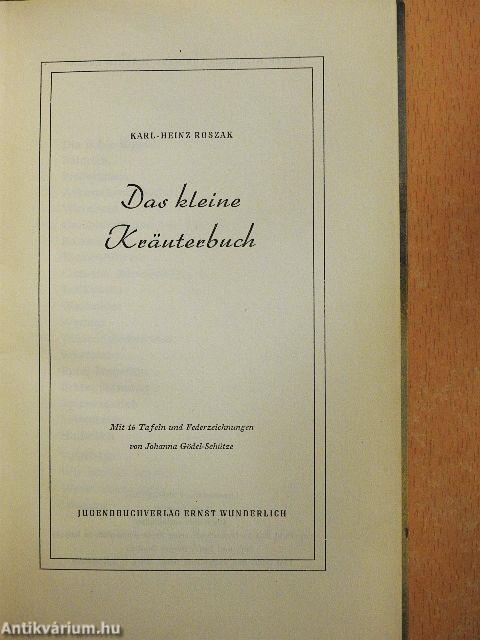 KARL-HEINZ ROSZAK
Das kleine
Kräuterbuch
Mit 16 Tafeln und Federzeichnungen
von Johanna Gödel-Schütze
JUGENDBUCHVERLAG ERNST WUNDERLICH
Antikvárium.hu